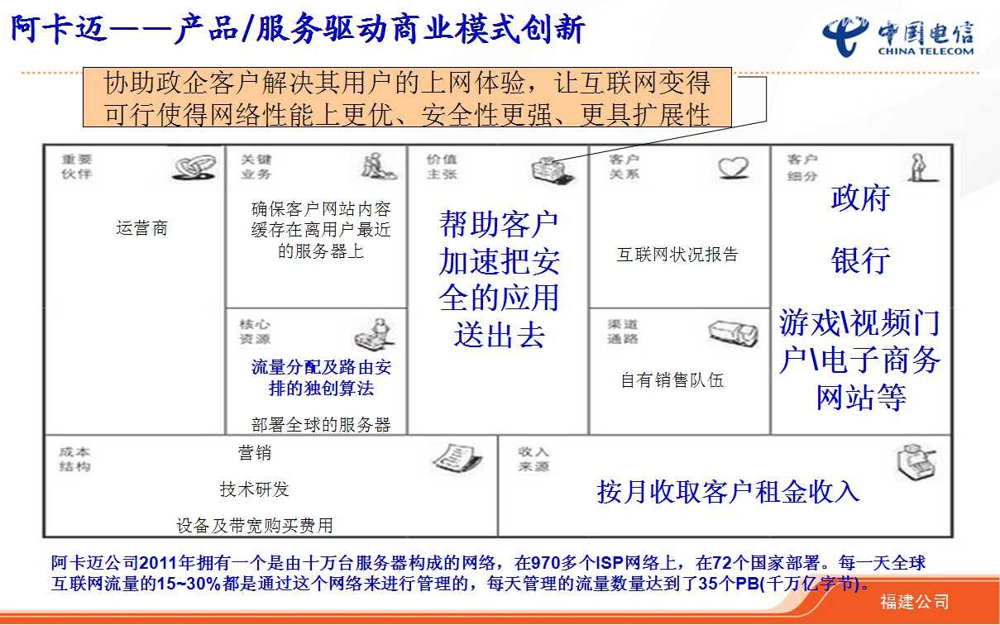 阿卡迈——产品/服务驱动商业模式创新
中国电信
CHINA TELECOM
协助政企客户解决其用户的上网体验，让互联网变得
可行使得网络性能上更优、安全性更强、更具扩展性
重要
伙伴
运营商
关键
业务
确保客户网站内容
缓存在离用户最近
的服务器上
核心
资源
流量分配及路由安
排的独创算法
部署全球的服务器
价值
主张
帮助客户
加速把安
全的应用
送出去
客户
关系
互联网状况报告
渠道
通路
自有销售队伍
客户
细分
政府
银行
游戏\视频门
户\电子商务
网站等
成本
结构
营销
技术研发
设备及带宽购买费用
收入
来源
按月收取客户租金收入
阿卡迈公司2011年拥有一个是由十万台服务器构成的网络，在970多个ISP网络上，在72个国家部署。每一天全球
互联网流量的15~30%都是通过这个网络来进行管理的，每天管理的流量数量达到了35个PB(千万亿字节)。
福建公司